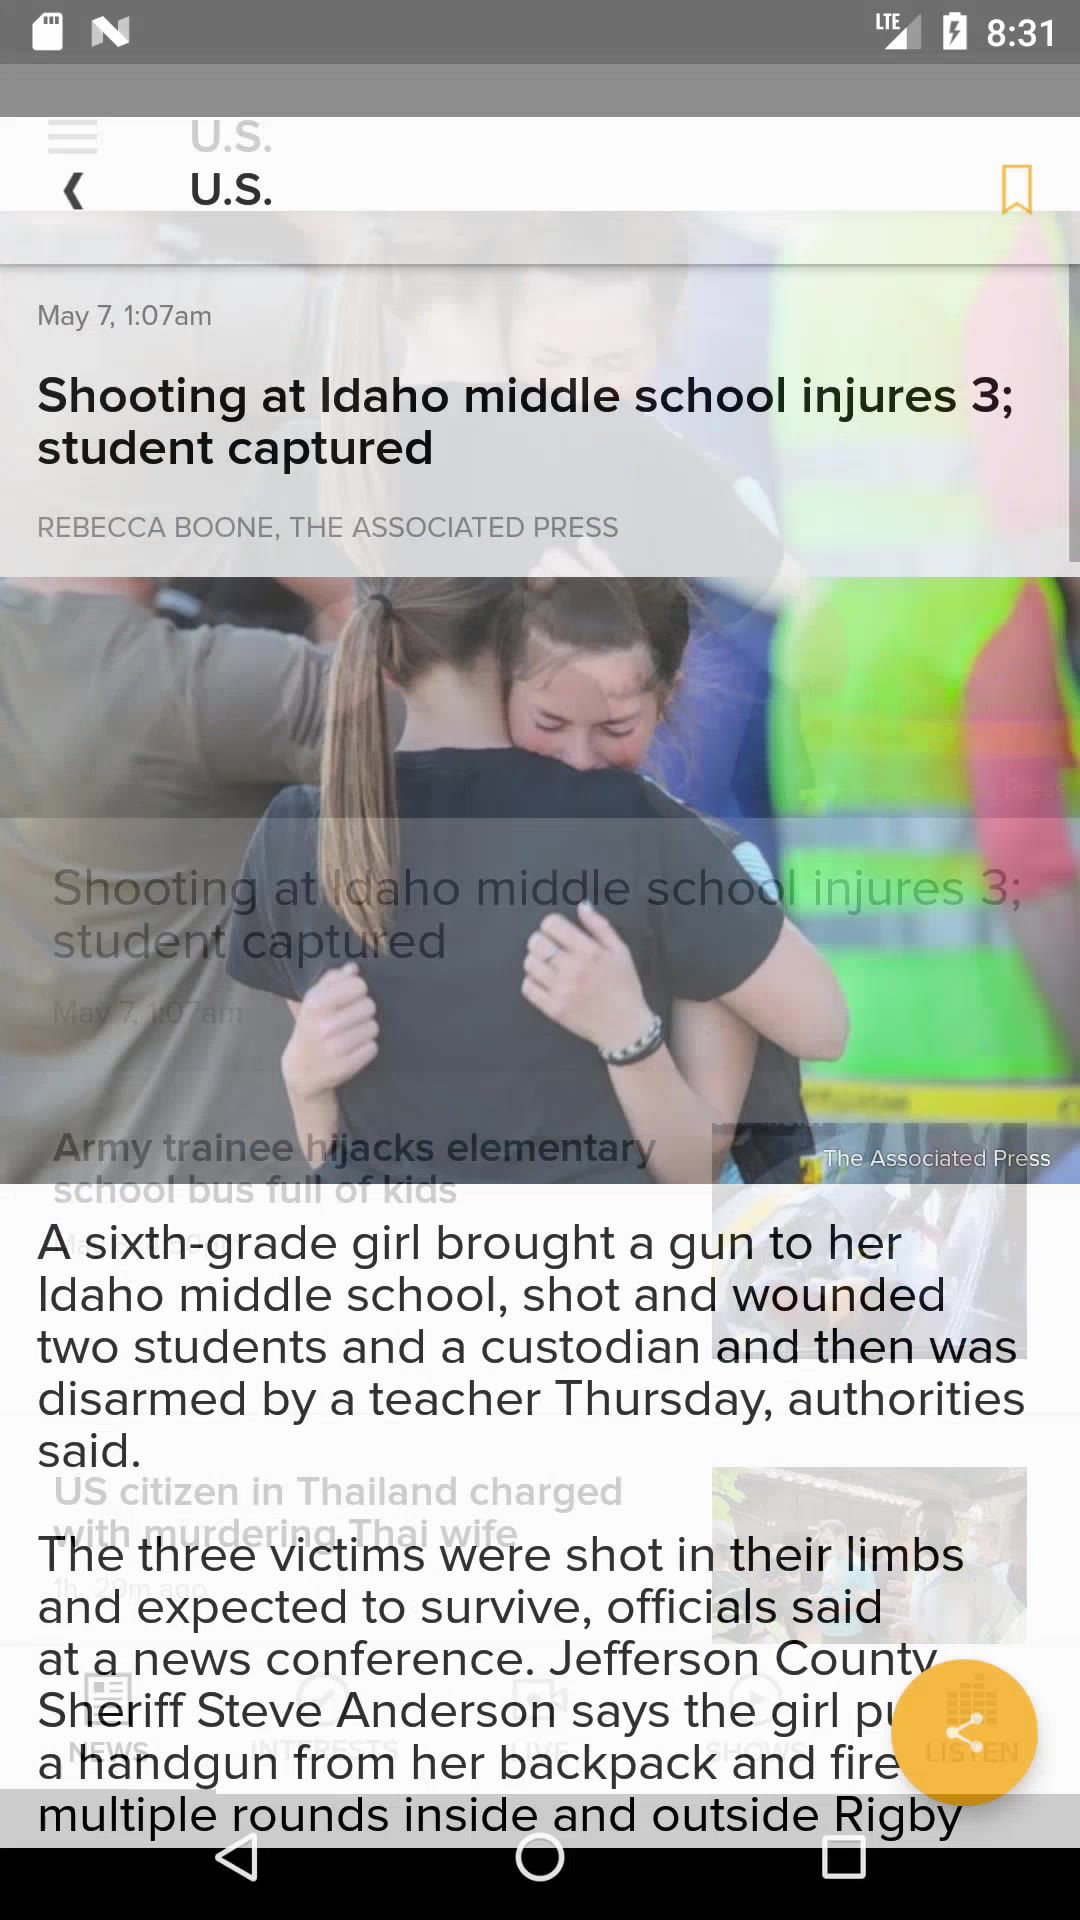 LTE 8:31
U.S.
U.S.
May 7, 1:07am
Shooting at Idaho middle school injures 3;
student captured
REBECCA BOONE, THE ASSOCIATED PRESS
Press
Shooting at Idaho middle school injures 3;
student captured
May 7, 1:07am
Army trainee hijacks elementary
school bus full of kids
The Associated Press
A sixth-grade girl brought a gun to her
Idaho middle school, shot and wounded
two students and a custodian and then was
disarmed by a teacher Thursday, authorities
said.
US citizen in Thailand charged
with murdering Thai wife
1h, 29m ago
The three victims were shot in their limbs
and expected to survive, officials said
at a news conference. Jefferson County
Sheriff Steve Anderson says the girl pu
a handgun from her backpack and fire
multiple rounds inside and outside Rigby
NEWS INTERESTS LIVE SHOWS LISTEN